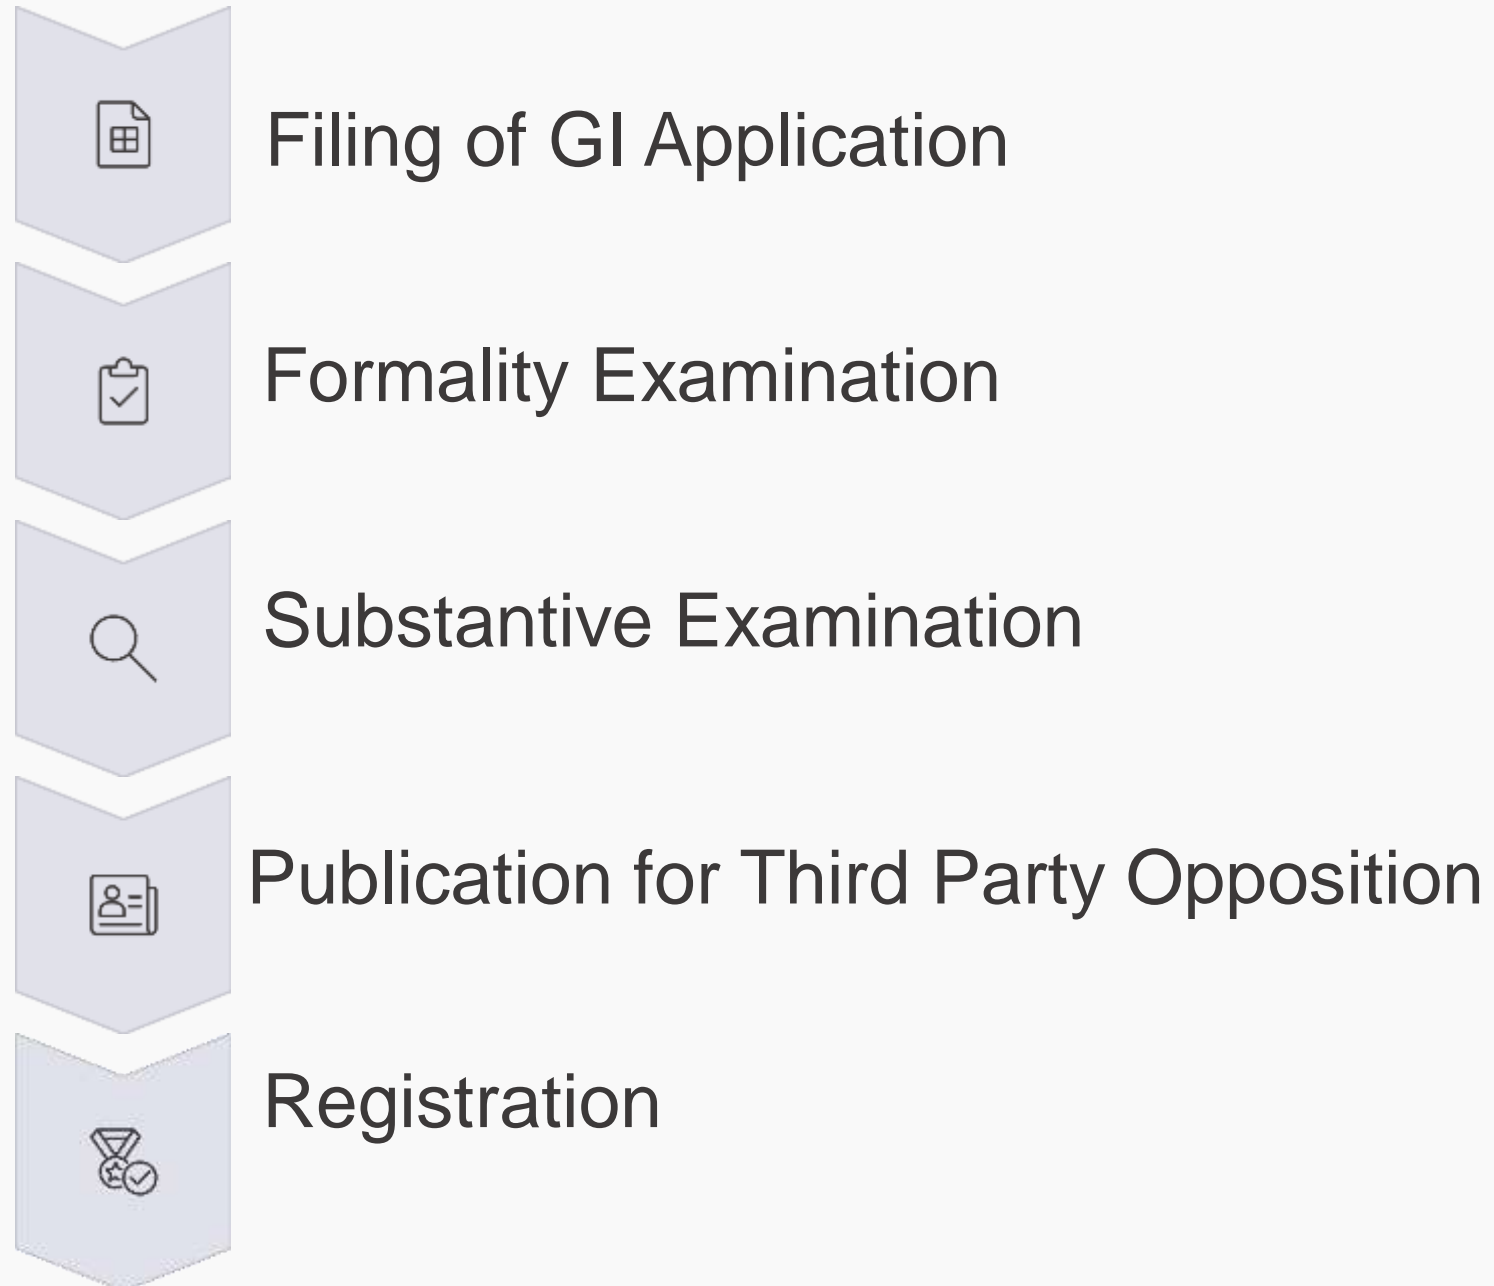 Filing of GI Application
Formality Examination
Substantive Examination
Publication for Third Party Opposition
Registration